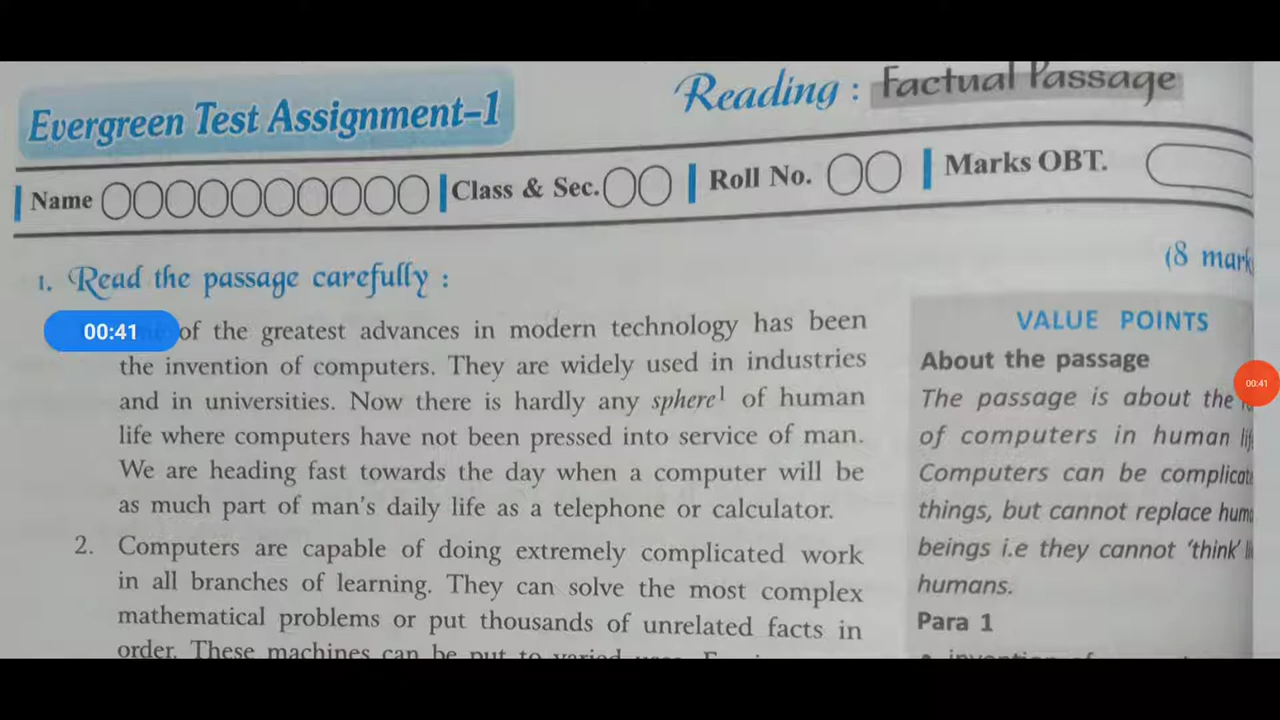 Evergreen Test Assignment–1
Reading : Factual Passage
Name
Class & Sec.
Roll No.
Marks OBT.
(8 mark
1. Read the passage carefully :
00:41
of the greatest advances in modern technology has been
the invention of computers. They are widely used in industries
and in universities. Now there is hardly any sphere¹ of human
life where computers have not been pressed into service of man.
We are heading fast towards the day when a computer will be
as much part of man's daily life as a telephone or calculator.
2. Computers are capable of doing extremely complicated work
in all branches of learning. They can solve the most complex
mathematical problems or put thousands of unrelated facts in
order. These machines can be put to varied uses.
VALUE POINTS
About the passage
The passage is about the
of computers in human
Computers can be
things, but cannot replace
beings i.e they cannot 'think'
humans.
Para 1
00:41